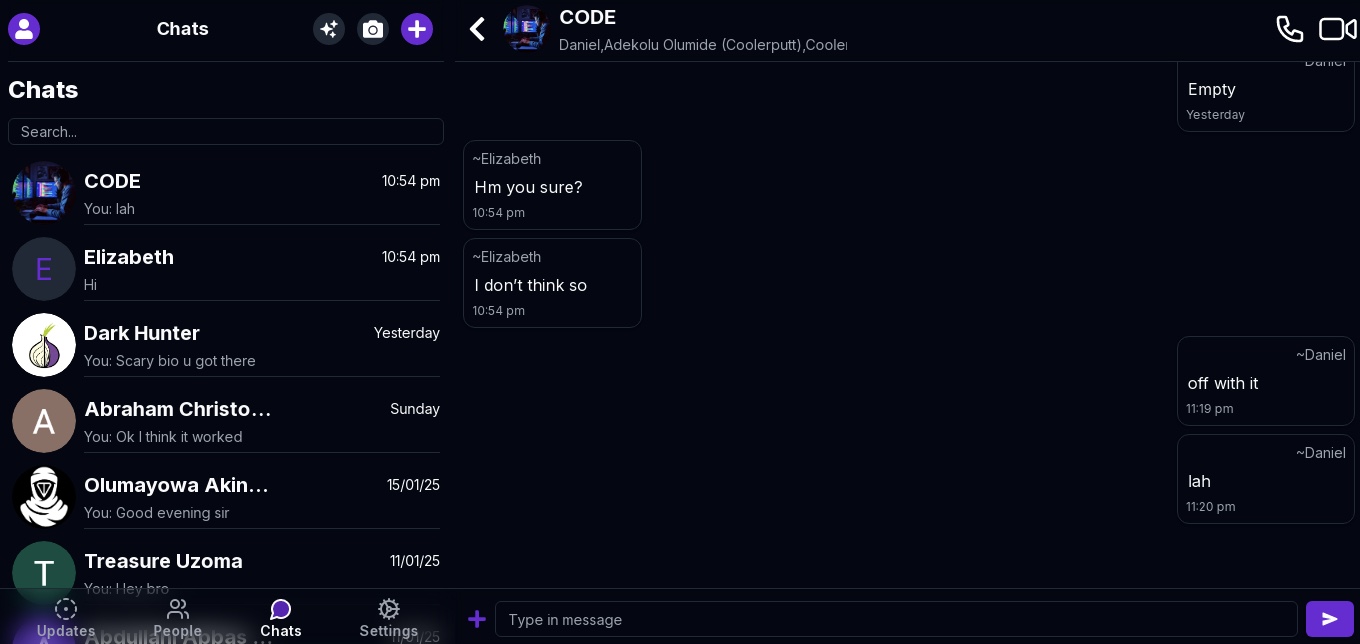 Chats
Chats
Search...
CODE
10:54 pm
You: lah
E
Elizabeth
10:54 pm
Hi
Dark Hunter
Yesterday
You: Scary bio u got there
A
Abraham Christo...
Sunday
You: Ok I think it worked
Olumayowa Akin...
15/01/25
You: Good evening sir
T
Treasure Uzoma
11/01/25
You: Hey bro
Abdullahi Abbas ...
11/01/25
Updates
People
Chats
Settings
CODE
Daniel,Adekolu Olumide (Coolerputt),Cooler
~Daniel
Empty
Yesterday
~Elizabeth
Hm you sure?
10:54 pm
~Elizabeth
I don’t think so
10:54 pm
~Daniel
off with it
11:19 pm
~Daniel
lah
11:20 pm
Type in message